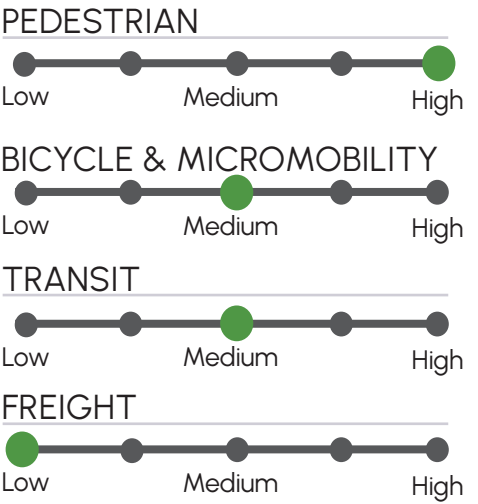 PEDESTRIAN
Low Medium High
BICYCLE & MICROMOBILITY
Low Medium High
TRANSIT
Low Medium High
FREIGHT
Low Medium High